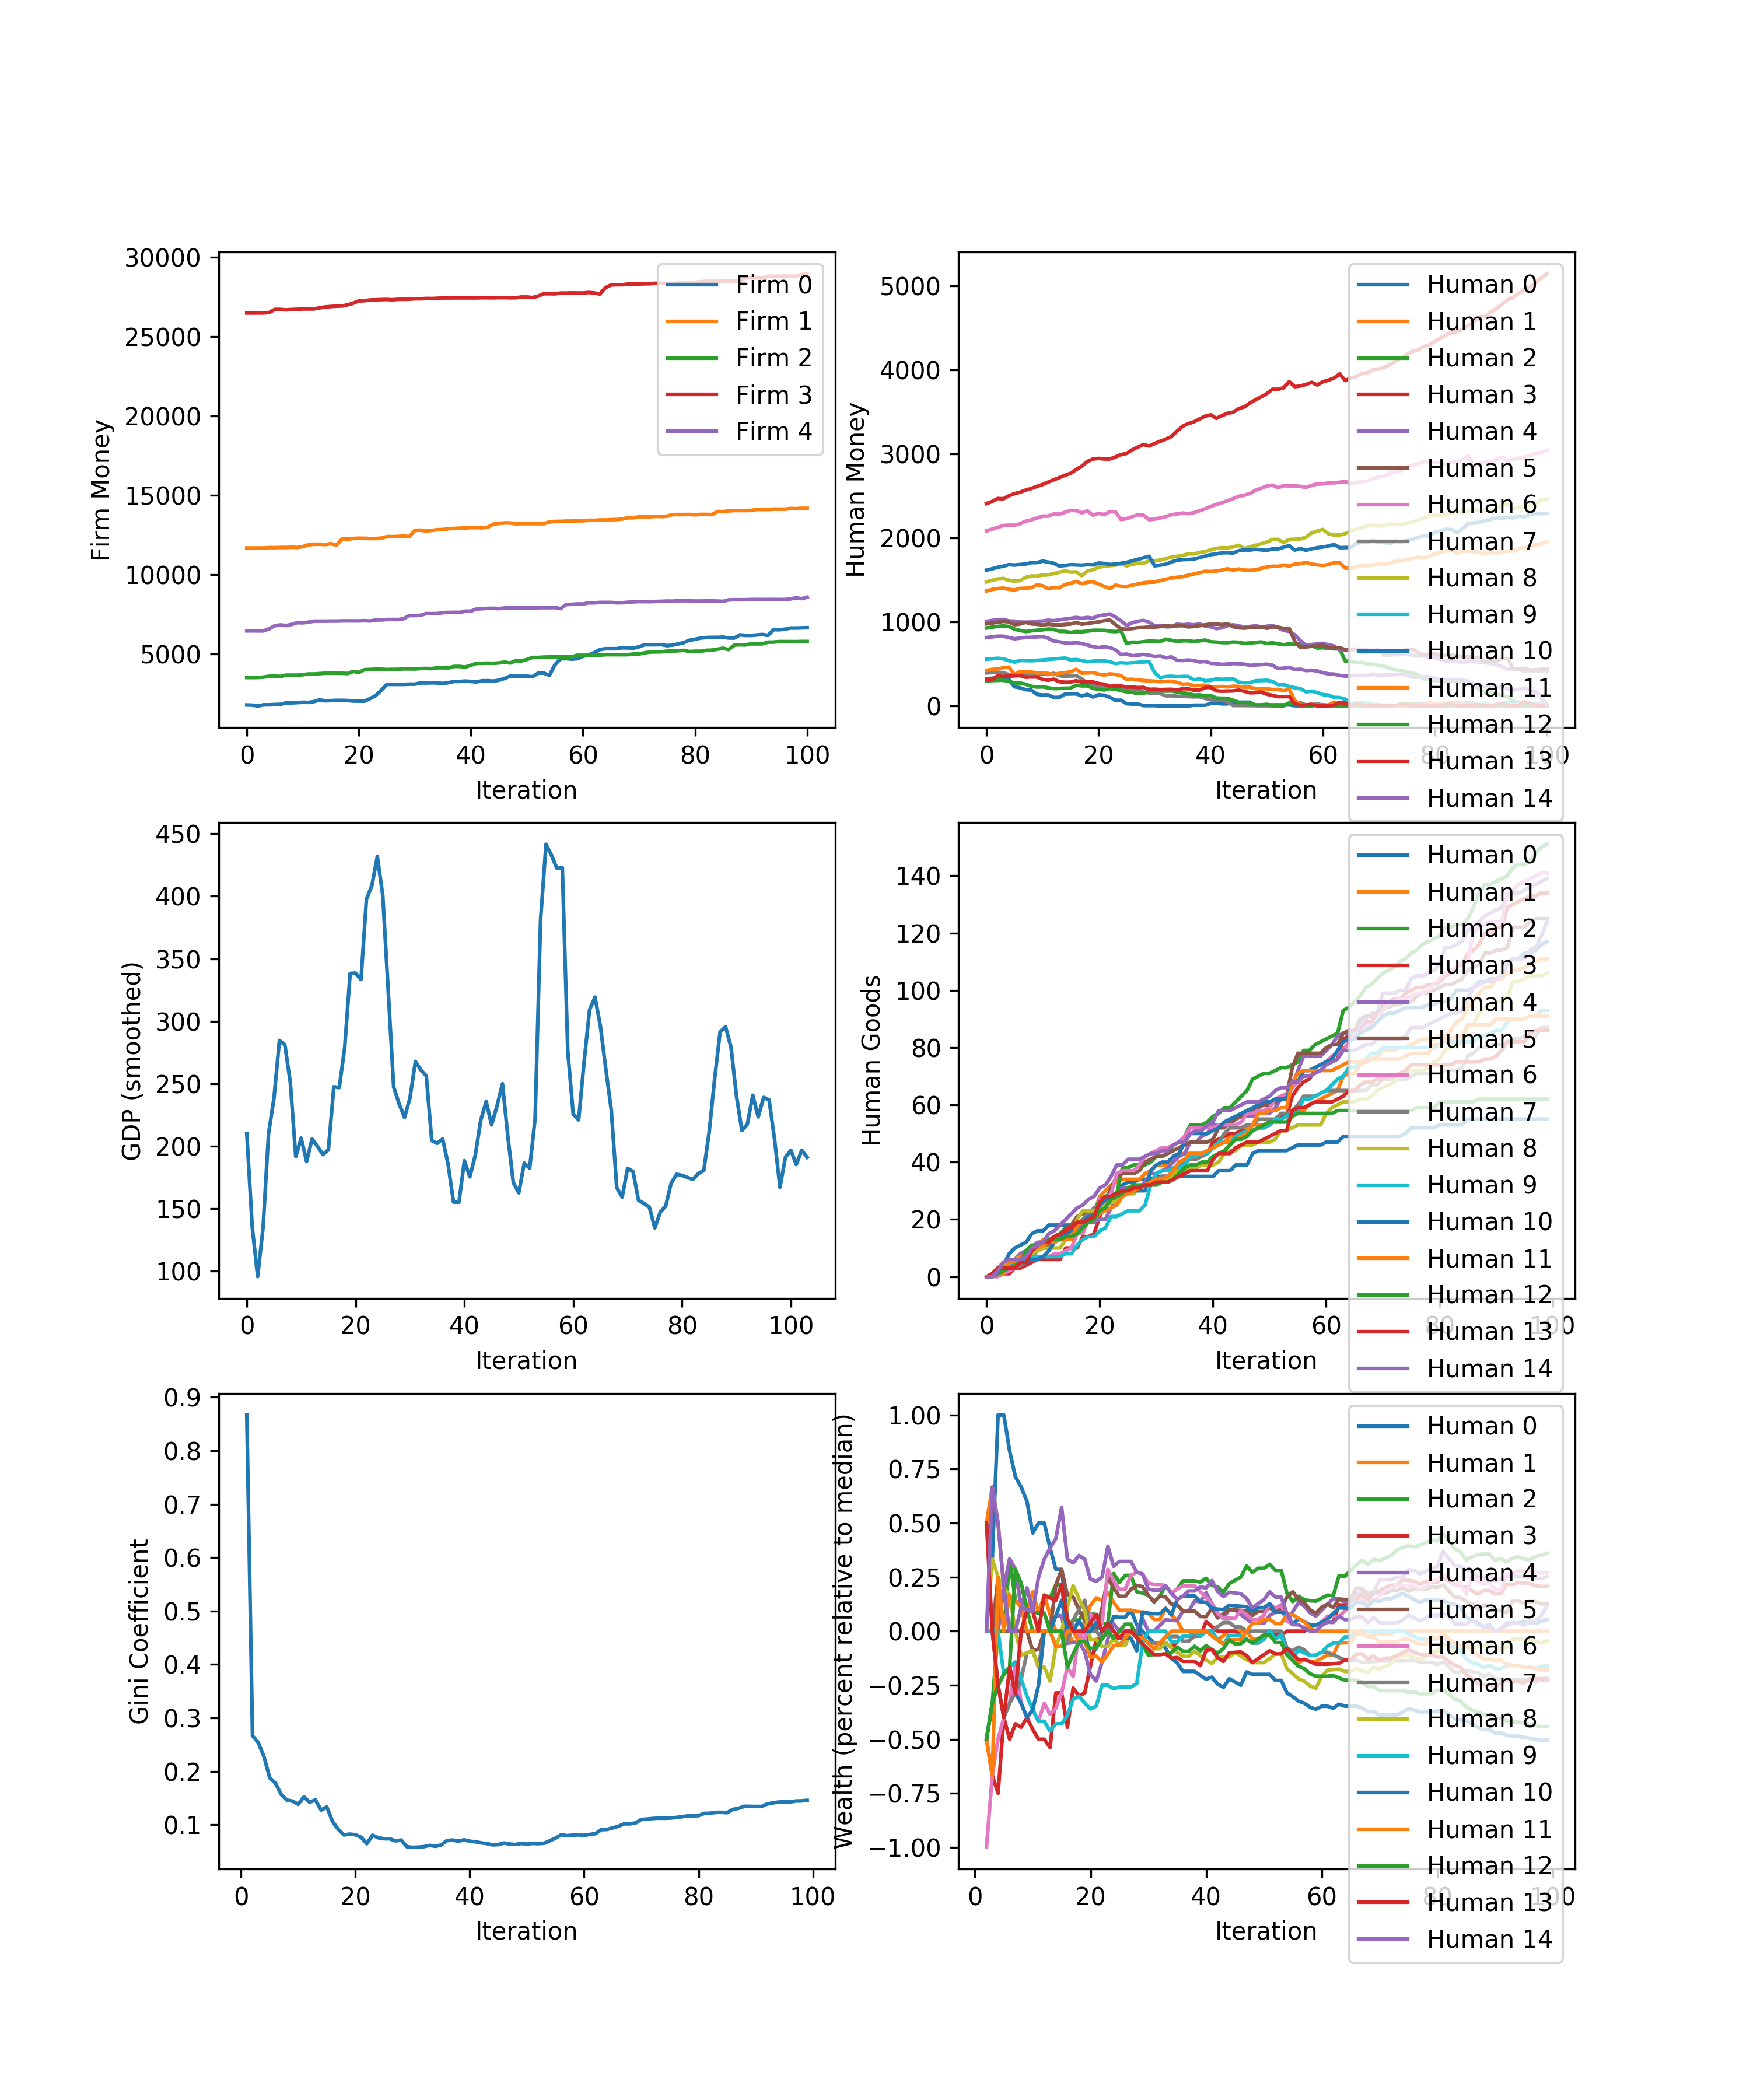 30000
25000
20000
15000
10000
5000
Firm Money
0 20 40 60 80 100
Iteration
Firm 0
Firm 1
Firm 2
Firm 3
Firm 4
5000
4000
3000
2000
1000
0
Human Money
0 20 40 60 80 100
Iteration
Human 0
Human 1
Human 2
Human 3
Human 4
Human 5
Human 6
Human 7
Human 8
Human 9
Human 10
Human 11
Human 12
Human 13
Human 14
450
400
350
300
250
200
150
100
GDP (smoothed)
0 20 40 60 80 100
Iteration
140
120
100
80
60
40
20
0
Human Goods
0 20 40 60 80 100
Iteration
Human 0
Human 1
Human 2
Human 3
Human 4
Human 5
Human 6
Human 7
Human 8
Human 9
Human 10
Human 11
Human 12
Human 13
Human 14
0.9
0.8
0.7
0.6
0.5
0.4
0.3
0.2
0.1
Gini Coefficient
0 20 40 60 80 100
Iteration
1.00
0.75
0.50
0.25
0.00
−0.25
−0.50
−0.75
−1.00
Wealth (percent relative to median)
0 20 40 60 80 100
Iteration
Human 0
Human 1
Human 2
Human 3
Human 4
Human 5
Human 6
Human 7
Human 8
Human 9
Human 10
Human 11
Human 12
Human 13
Human 14